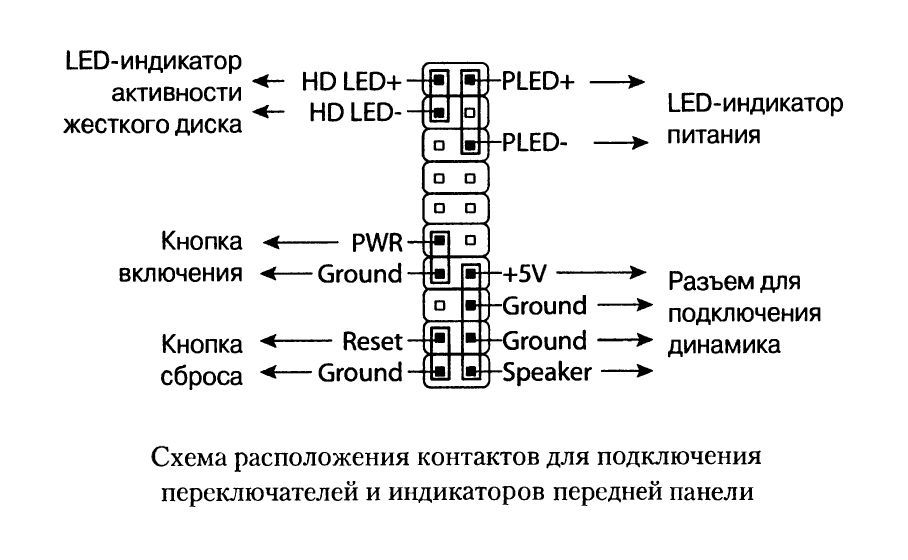 LED-индикатор
активности
жесткого диска
HD LED+
HD LED-
PLED+
PLED-
LED-индикатор
питания
Кнопка
включения
PWR
Ground
+5V
Ground
Ground
Speaker
Разъем для
подключения
динамика
Кнопка
сброса
Reset
Ground
Схема расположения контактов для подключения
переключателей и индикаторов передней панели